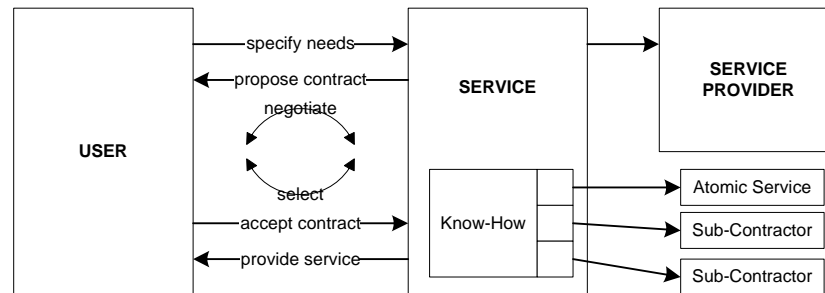 USER
specify needs
propose contract
negotiate
select
accept contract
provide service
SERVICE
Know-How
SERVICE
PROVIDER
Atomic Service
Sub-Contractor
Sub-Contractor